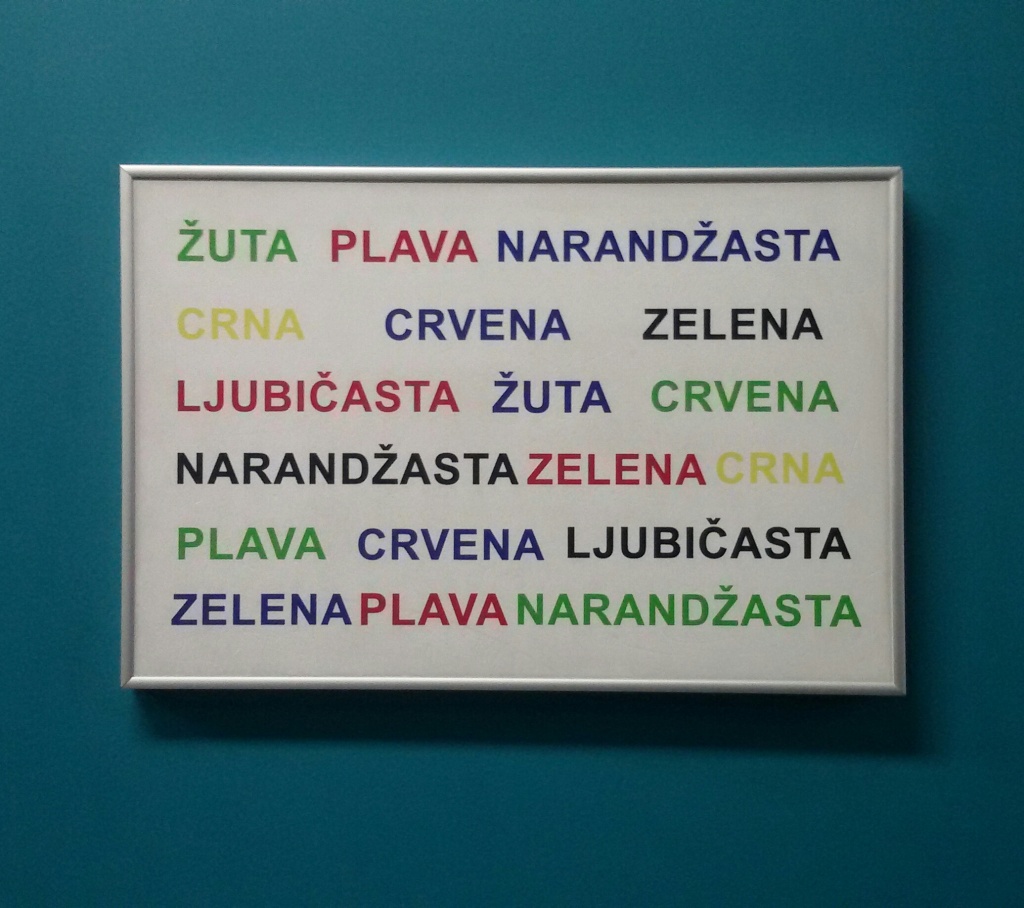 ŽUTA PLAVA NARANDŽASTA
CRNA CRVENA ZELENA
LJUBIČASTA ŽUTA CRVENA
NARANDŽASTA ZELENA CRNA
PLAVA CRVENA LJUBIČASTA
ZELENA PLAVA NARANDŽASTA